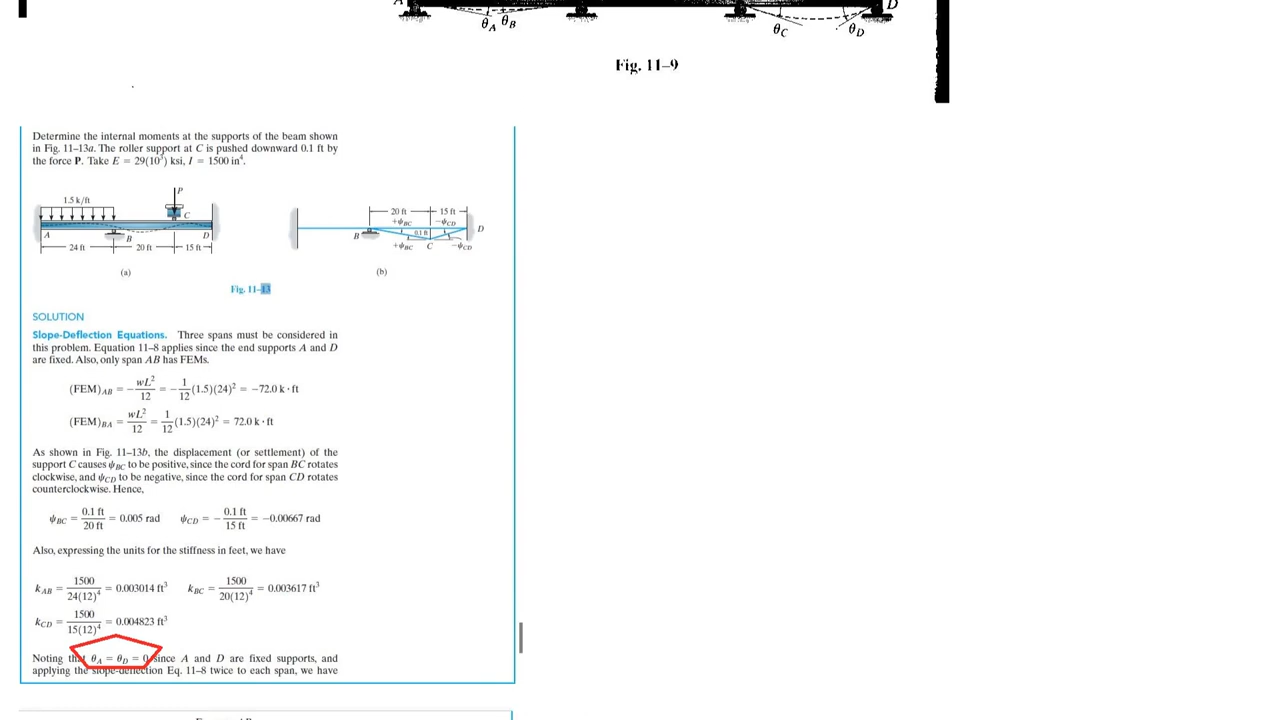 A
D
θA θB
θC
θD
Fig. 11–9
Determine the internal moments at the supports of the beam shown
in Fig. 11–13a. The roller support at C is pushed downward 0.1 ft by
the force P. Take E = 29(10³) ksi, I = 1500 in⁴.
P
1.5 k/ft
C
A
B
D
24 ft
20 ft
15 ft
(a)
20 ft
15 ft
+ψBC
−ψCD
0.1 ft
B
D
+ψBC
C
−ψCD
(b)
Fig. 11–13
SOLUTION
Slope-Deflection Equations. Three spans must be considered in
this problem. Equation 11–8 applies since the end supports A and D
are fixed. Also, only span AB has FEMs.
(FEM)AB = −wL²/12 = −1/12(1.5)(24)² = −72.0 k·ft
(FEM)BA = wL²/12 = 1/12(1.5)(24)² = 72.0 k·ft
As shown in Fig. 11–13b, the displacement (or settlement) of the
support C causes ψBC to be positive, since the cord for span BC rotates
clockwise, and ψCD to be negative, since the cord for span CD rotates
counterclockwise. Hence,
ψBC = 0.1 ft/20 ft = 0.005 rad ψCD = −0.1 ft/15 ft = −0.00667 rad
Also, expressing the units for the stiffness in feet, we have
kAB = 1500/24(12)⁴ = 0.003014 ft³ kBC = 1500/20(12)⁴ = 0.003617 ft³
kCD = 1500/15(12)⁴ = 0.004823 ft³
Noting that θA = θD = 0 since A and D are fixed supports, and
applying the slope-deflection Eq. 11–8 twice to each span, we have